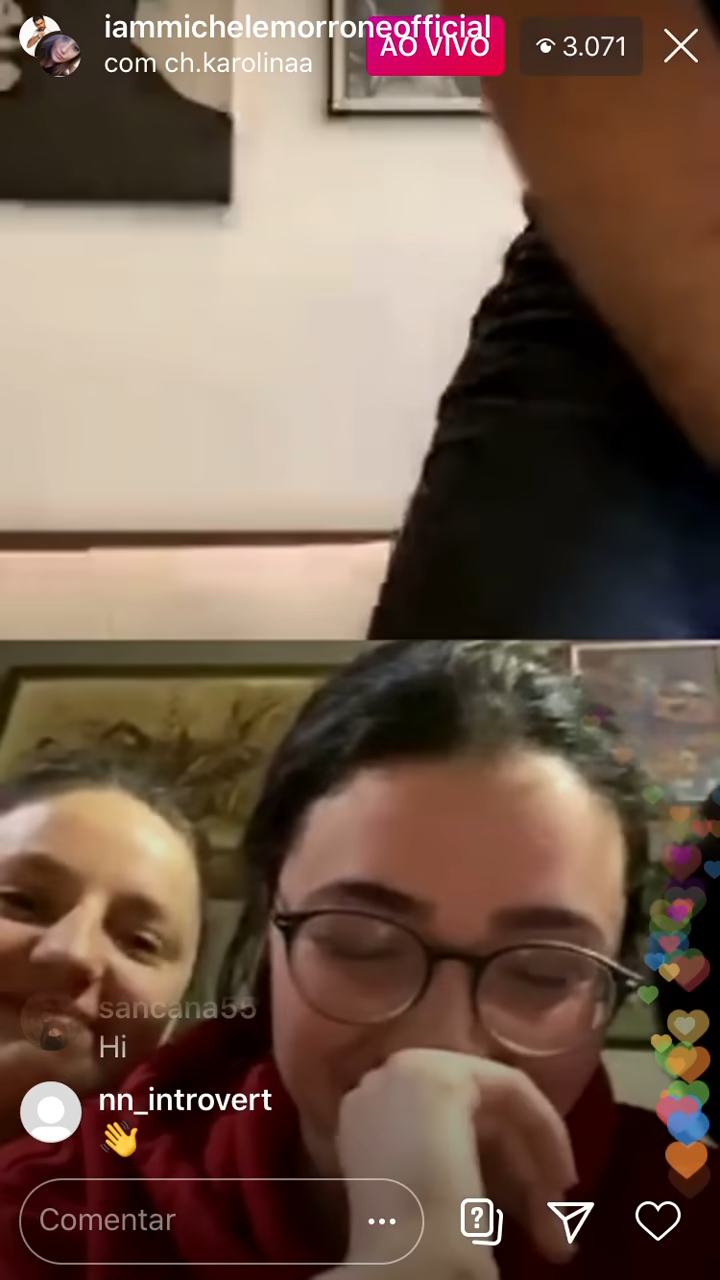 iammichelemorroneofficial
AO VIVO
3.071
com ch.karolinaa
sancana55
Hi
nn_introvert
Comentar